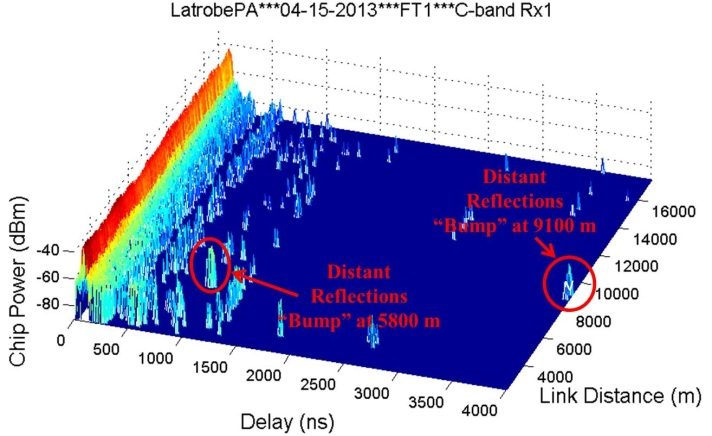 LatrobePA***04-15-2013***FT1***C-band Rx1
Chip Power (dBm)
-40
-60
-80
0
500
1000
1500
2000
2500
3000
3500
4000
Delay (ns)
4000
6000
8000
10000
12000
14000
16000
Link Distance (m)
Distant
Reflections
“Bump” at 5800 m
Distant
Reflections
“Bump” at 9100 m